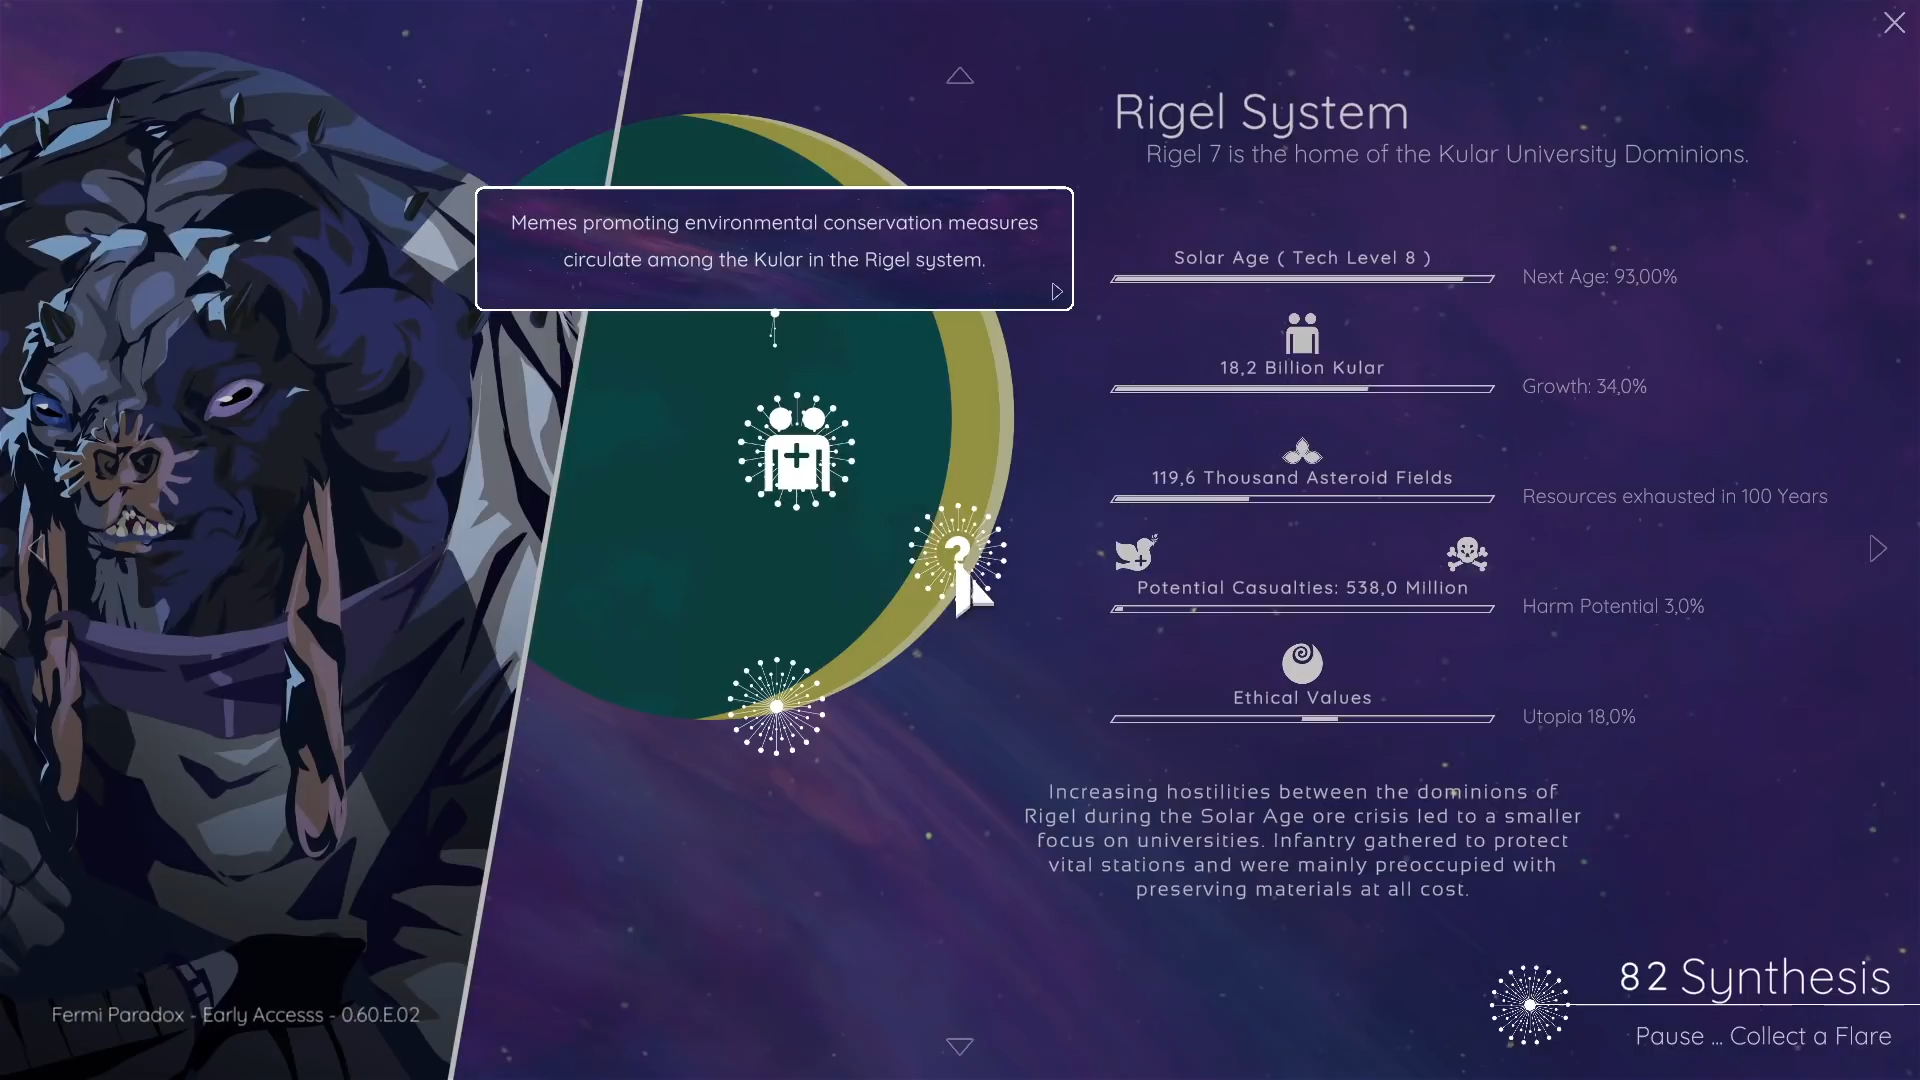 Rigel System
Rigel 7 is the home of the Kular University Dominions.
Memes promoting environmental conservation measures
circulate among the Kular in the Rigel system.
Solar Age ( Tech Level 8 )
Next Age: 93,00%
18,2 Billion Kular
Growth: 34,0%
119,6 Thousand Asteroid Fields
Resources exhausted in 100 Years
Potential Casualties: 538,0 Million
Harm Potential 3,0%
Ethical Values
Utopia 18,0%
Increasing hostilities between the dominions of
Rigel during the Solar Age ore crisis led to a smaller
focus on universities. Infantry gathered to protect
vital stations and were mainly preoccupied with
preserving materials at all cost.
82 Synthesis
Pause ... Collect a Flare
Fermi Paradox - Early Accesss - 0.60.E.02
?